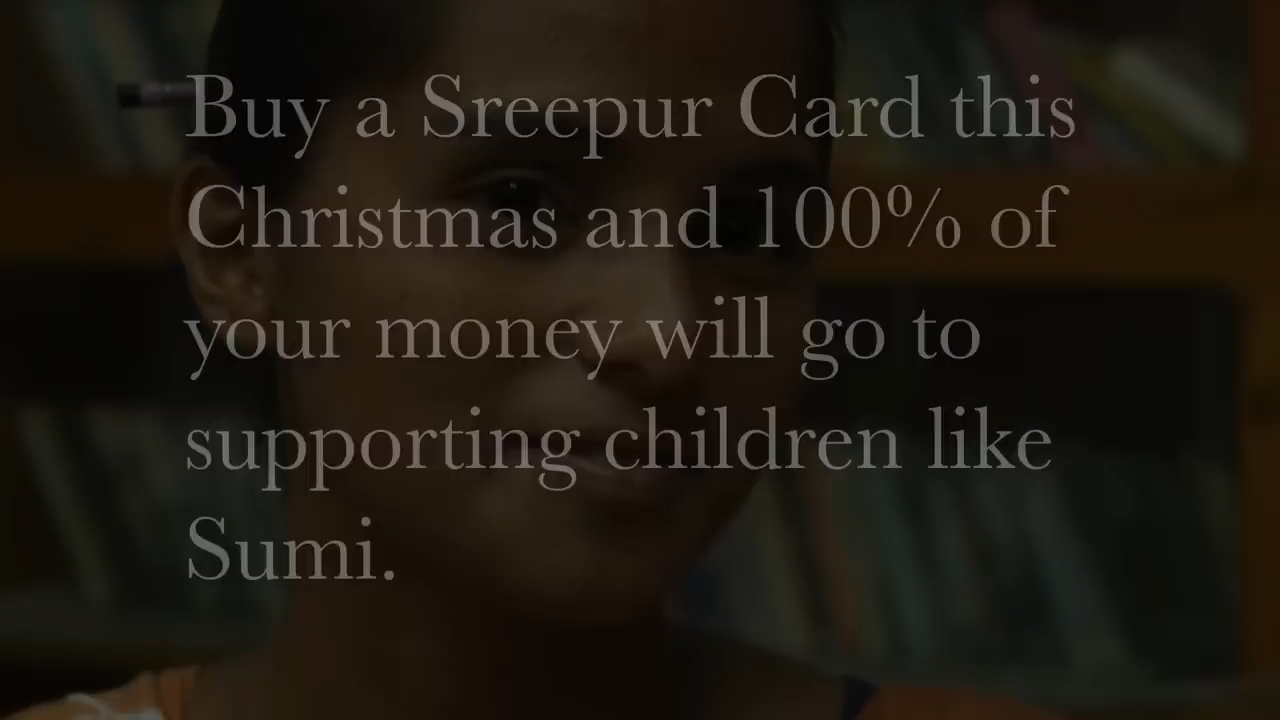 Buy a Sreepur Card this
Christmas and 100% of
your money will go to
supporting children like
Sumi.